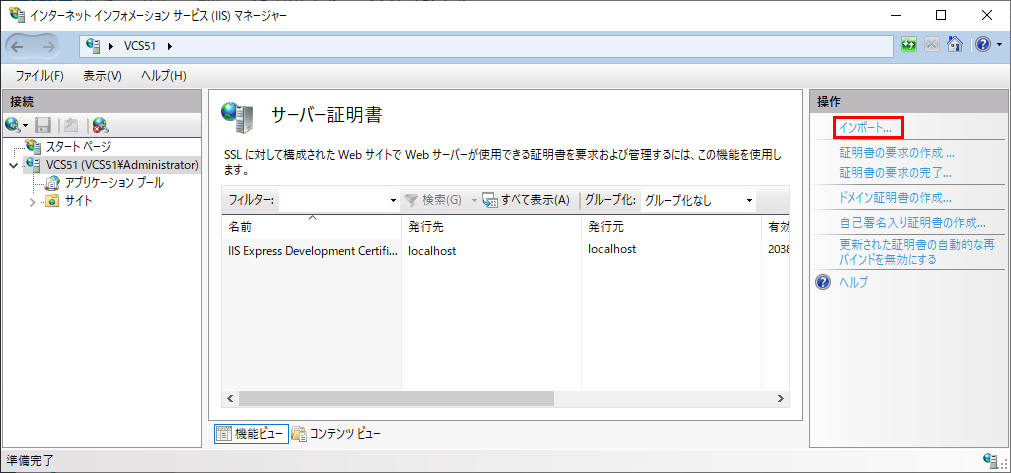 インターネット インフォメーション サービス (IIS) マネージャー
VCS51
ファイル(F) 表示(V) ヘルプ(H)
接続
スタート ページ
VCS51 (VCS51¥Administrator)
アプリケーション プール
サイト
サーバー証明書
SSL に対して構成された Web サイトで Web サーバーが使用できる証明書を要求および管理するには、この機能を使用し
ます。
フィルター: 検索(G) すべて表示(A) グループ化: グループ化なし
名前 発行先 発行元 有効
IIS Express Development Certifi... localhost localhost 2038
機能ビュー コンテンツ ビュー
操作
インポート...
証明書の要求の作成 ...
証明書の要求の完了...
ドメイン証明書の作成...
自己署名入り証明書の作成...
更新された証明書の自動的な再
バインドを無効にする
ヘルプ
準備完了